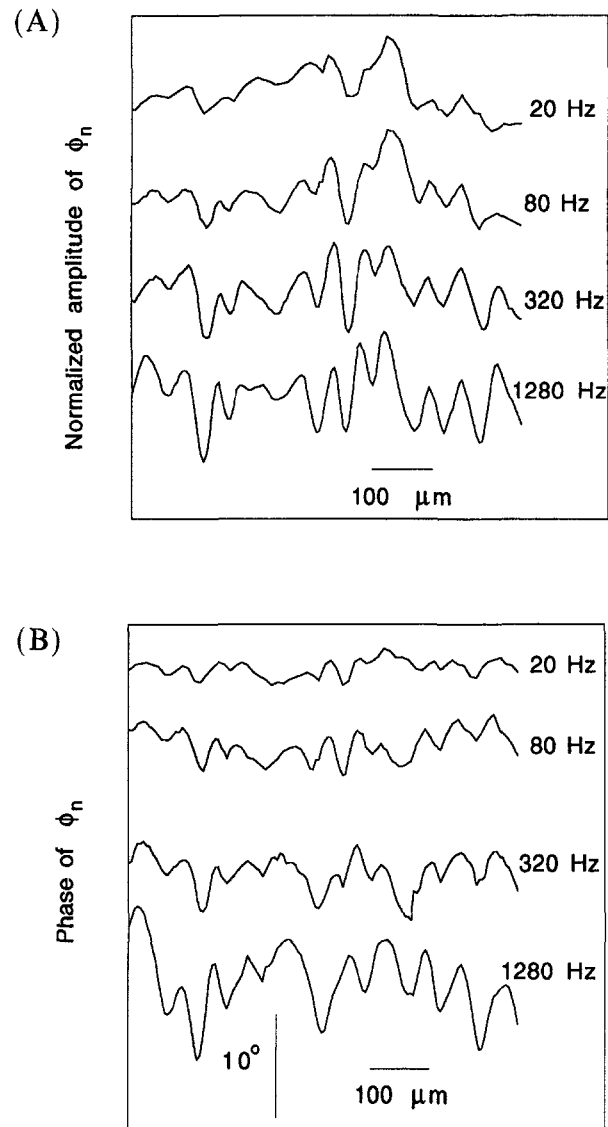 (A)
Normalized amplitude of ϕn
20 Hz
80 Hz
320 Hz
1280 Hz
100 μm
(B)
Phase of ϕn
20 Hz
80 Hz
320 Hz
1280 Hz
10°
100 μm